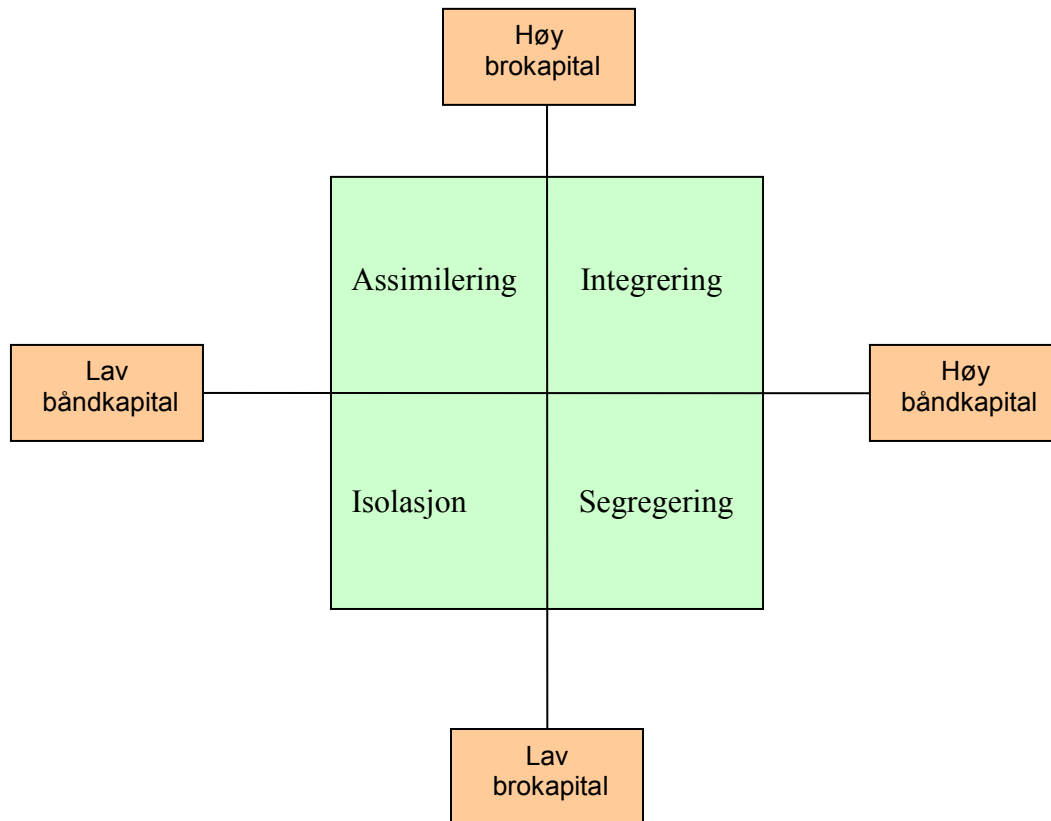 Høy
brokapital
Assimilering
Integrering
Lav
båndkapital
Høy
båndkapital
Isolasjon
Segregering
Lav
brokapital